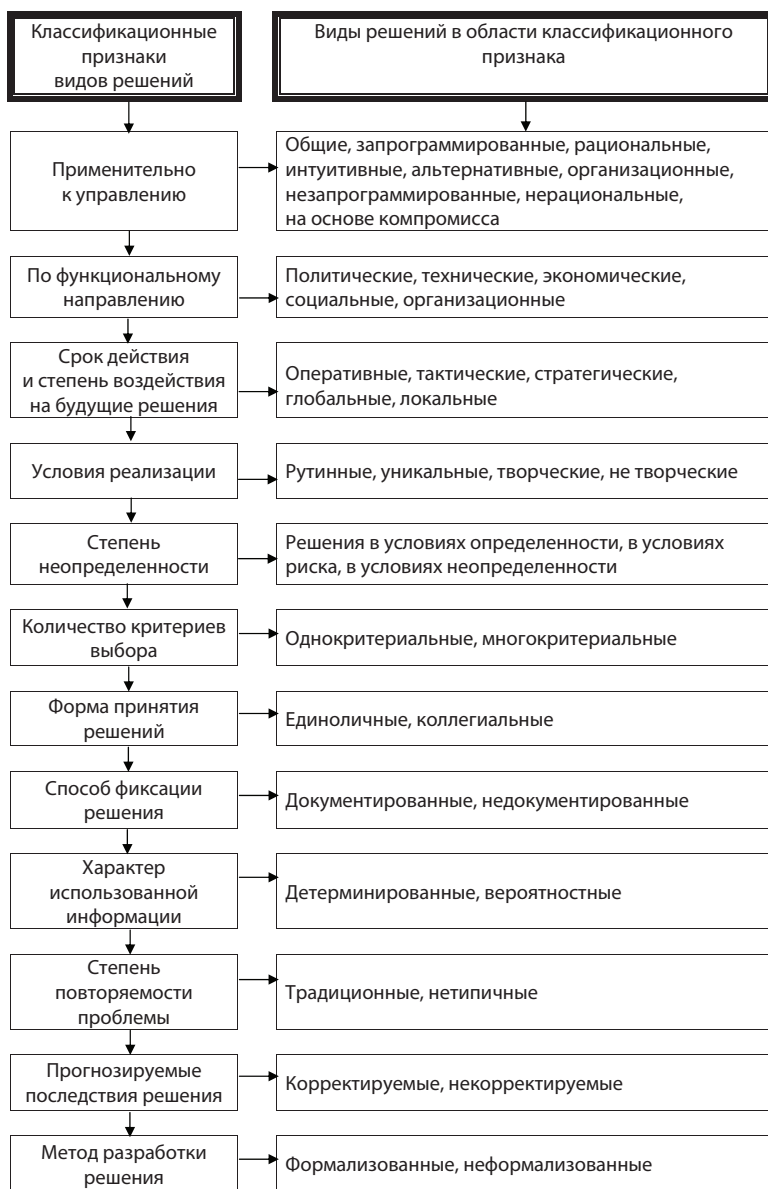 Классификационные
признаки
видов решений
Виды решений в области классификационного
признака
Применительно
к управлению
Общие, запрограммированные, рациональные,
интуитивные, альтернативные, организационные,
незапрограммированные, нерациональные,
на основе компромисса
По функциональному
направлению
Политические, технические, экономические,
социальные, организационные
Срок действия
и степень воздействия
на будущие решения
Оперативные, тактические, стратегические,
глобальные, локальные
Условия реализации
Рутинные, уникальные, творческие, не творческие
Степень
неопределенности
Решения в условиях определенности, в условиях
риска, в условиях неопределенности
Количество критериев
выбора
Однокритериальные, многокритериальные
Форма принятия
решений
Единоличные, коллегиальные
Способ фиксации
решения
Документированные, недокументированные
Характер
использованной
информации
Детерминированные, вероятностные
Степень
повторяемости
проблемы
Традиционные, нетипичные
Прогнозируемые
последствия решения
Корректируемые, некорректируемые
Метод разработки
решения
Формализованные, неформализованные